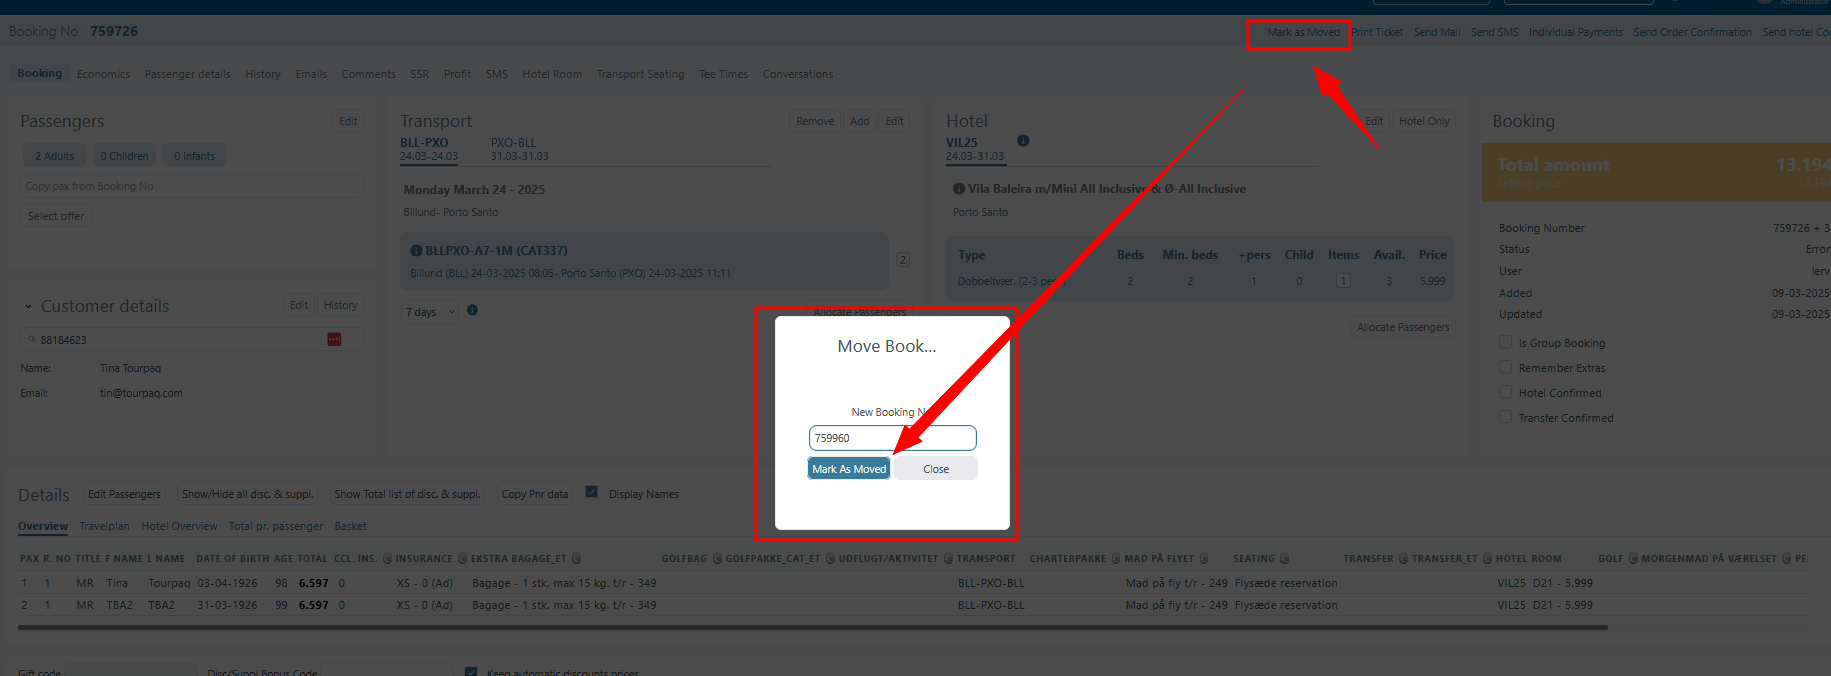 Administrator
Booking No: 759726
Mark as Moved Print Ticket Send Mail Send SMS Individual Payments Send Order Confirmation Send hotel Co
Booking Economics Passenger details History Emails Comments SSR Profit SMS Hotel Room Transport Seating Tee Times Conversations
Passengers Edit
2 Adults 0 Children 0 Infants
Copy pax from Booking No
Select offer
Customer details Edit History
88184623
Name: Tina Tourpaq
Email: tin@tourpaq.com
Transport Remove Add Edit
BLL-PXO PXO-BLL
24.03-24.03 31.03-31.03
Monday March 24 - 2025
Billund- Porto Santo
BLLPXO-A7-1M (CAT337)
Billund (BLL) 24-03-2025 08:05- Porto Santo (PXO) 24-03-2025 11:11
2
7 days
Allocate Passengers
Hotel Edit Hotel Only
VIL25
24.03-31.03
Vila Baleira m/Mini All Inclusive & Ø-All Inclusive
Porto Santo
Type Beds Min. beds +pers Child Items Avail. Price
Dobbeltvær. (2-3 pers) 2 2 1 0 1 3 5.999
Allocate Passengers
Booking
Total amount 13.194
Selling price 13.194
Booking Number 759726 + 3
Status Error
User lerv
Added 09-03-2025
Updated 09-03-2025
Is Group Booking
Remember Extras
Hotel Confirmed
Transfer Confirmed
Move Book...
New Booking N
759960
Mark As Moved Close
Details Edit Passengers Show/Hide all disc. & suppl. Show Total list of disc. & suppl. Copy Pnr data Display Names
Overview Travelplan Hotel Overview Total pr. passenger Basket
PAX R. NO TITLE F NAME L NAME DATE OF BIRTH AGE TOTAL CCL. INS. INSURANCE EKSTRA BAGAGE_ET GOLFBAG GOLFPAKKE_CAT_ET UDFLUGT/AKTIVITET TRANSPORT CHARTERPAKKE MAD PÅ FLYET SEATING TRANSFER TRANSFER_ET HOTEL ROOM GOLF MORGENMAD PÅ VÆRELSET PE
1 1 MR Tina Tourpaq 03-04-1926 98 6.597 0 XS - 0 (Ad) Bagage - 1 stk. max 15 kg. t/r - 349 BLL-PXO-BLL Mad på fly t/r - 249 Flysæde reservation VIL25 D21 - 5.999
2 1 MR TBA2 TBA2 31-03-1926 99 6.597 0 XS - 0 (Ad) Bagage - 1 stk. max 15 kg. t/r - 349 BLL-PXO-BLL Mad på fly t/r - 249 Flysæde reservation VIL25 D21 - 5.999
Gift code Disc/Suppl Bonus Code Keep automatic discounts prices